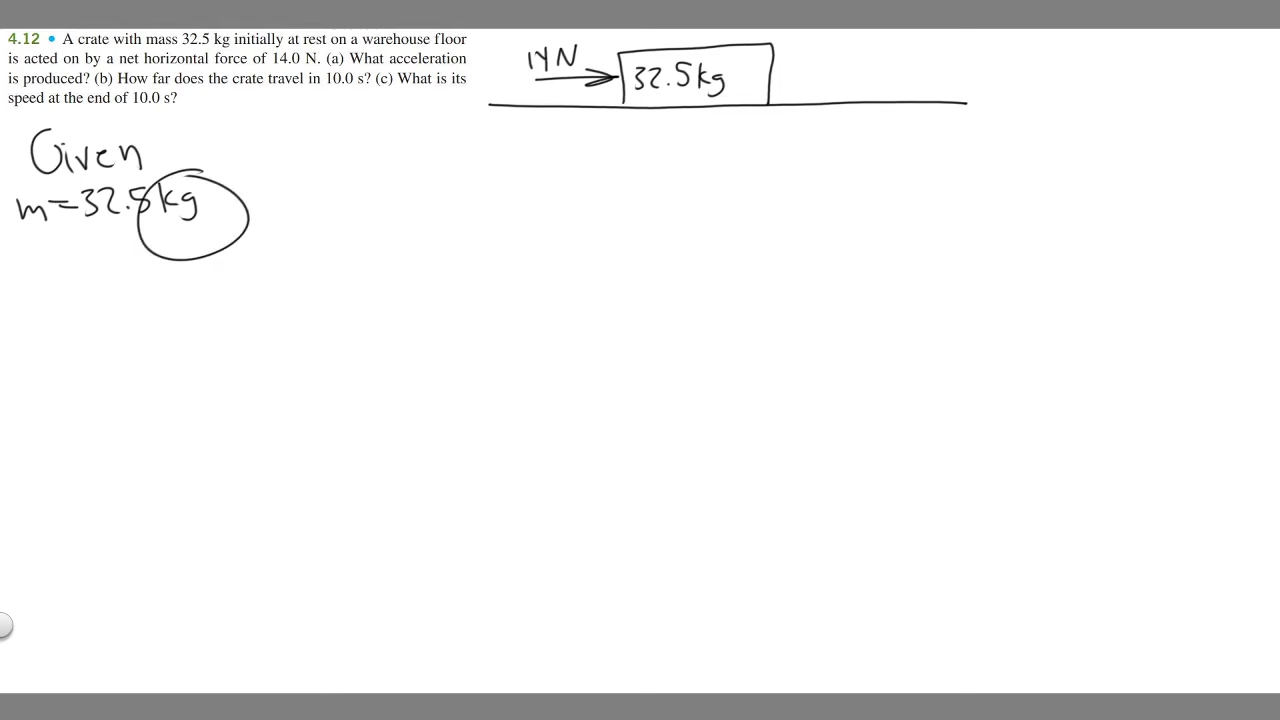 4.12 • A crate with mass 32.5 kg initially at rest on a warehouse floor
is acted on by a net horizontal force of 14.0 N. (a) What acceleration
is produced? (b) How far does the crate travel in 10.0 s? (c) What is its
speed at the end of 10.0 s?
14N
32.5kg
Given
m=32.5kg